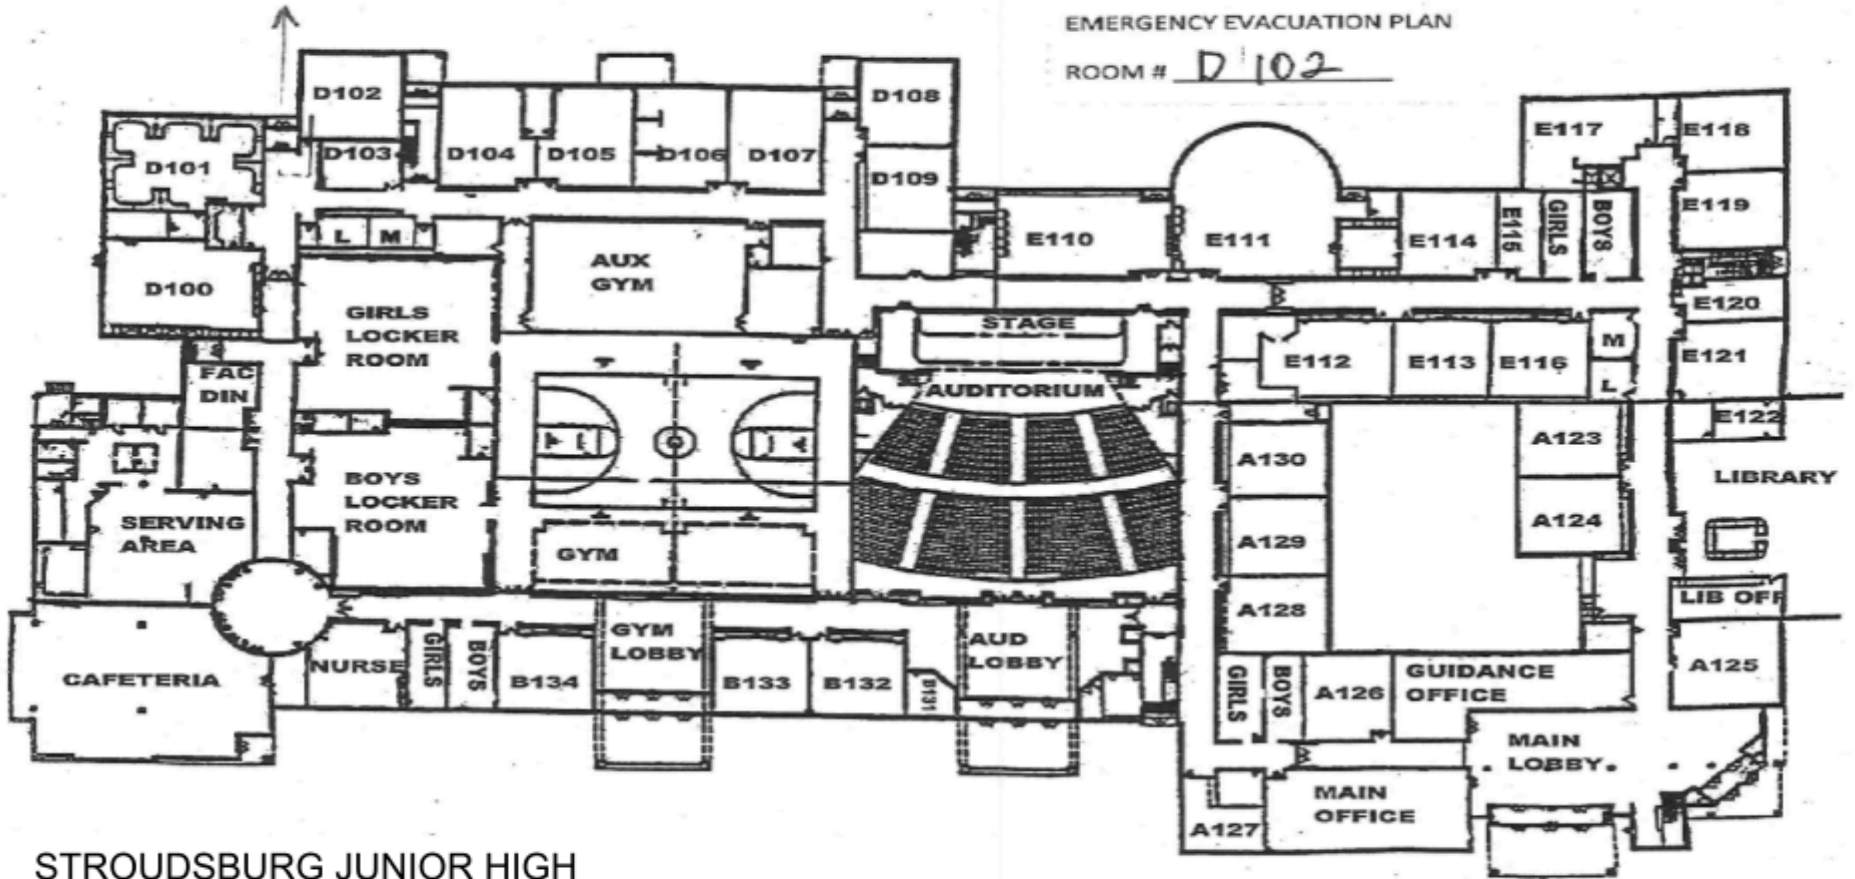 EMERGENCY EVACUATION PLAN
ROOM # D 102
D102
D108
E117
E118
D101
D103
D104
D105
D106
D107
D109
E119
L
M
E110
E111
E114
E115
GIRLS
BOYS
D100
AUX
GYM
E120
GIRLS
LOCKER
ROOM
STAGE
E112
E113
E116
M
L
E121
FAC
DIN
AUDITORIUM
E122
A123
A130
BOYS
LOCKER
ROOM
LIBRARY
SERVING
AREA
A124
A129
GYM
A128
LIB OFF
GYM
LOBBY
AUD
LOBBY
CAFETERIA
NURSE
GIRLS
BOYS
B134
B133
B132
B131
GIRLS
BOYS
A126
GUIDANCE
OFFICE
A125
MAIN
LOBBY
MAIN
OFFICE
A127
STROUDSBURG JUNIOR HIGH